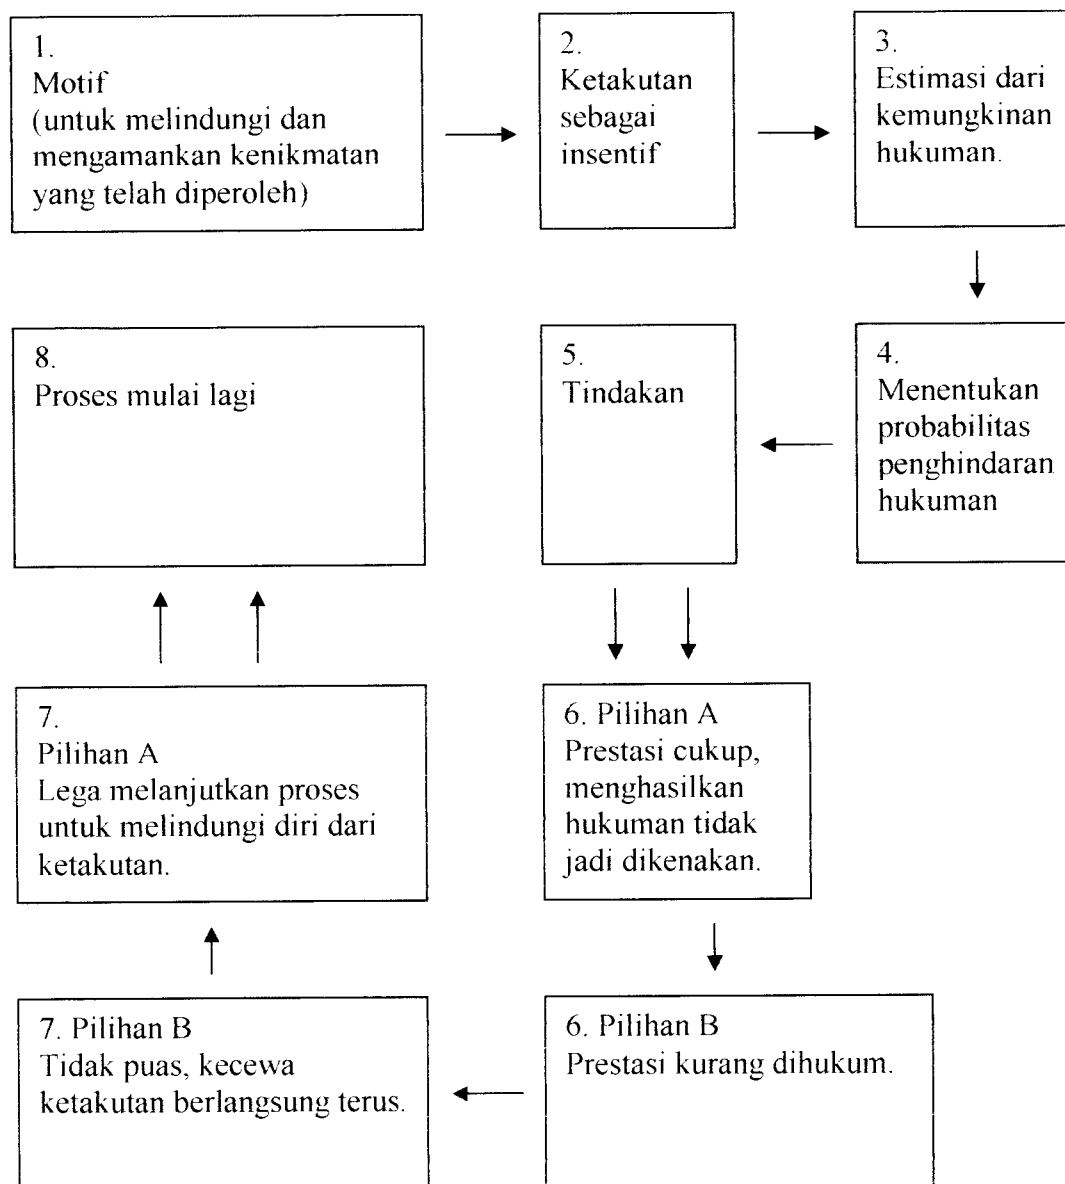 1.
Motif
(untuk melindungi dan
mengamankan kenikmatan
yang telah diperoleh)
2.
Ketakutan
sebagai
insentif
3.
Estimasi dari
kemungkinan
hukuman.
8.
Proses mulai lagi
5.
Tindakan
4.
Menentukan
probabilitas
penghindaran
hukuman
7.
Pilihan A
Lega melanjutkan proses
untuk melindungi diri dari
ketakutan.
6. Pilihan A
Prestasi cukup,
menghasilkan
hukuman tidak
jadi dikenakan.
7. Pilihan B
Tidak puas, kecewa
ketakutan berlangsung terus.
6. Pilihan B
Prestasi kurang dihukum.